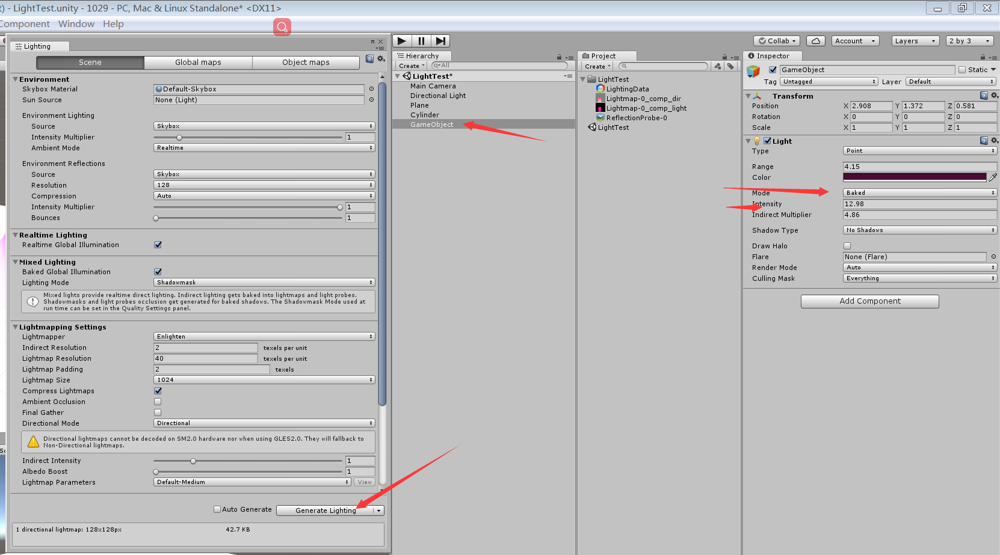 t) - LightTest.unity - 1029 - PC, Mac & Linux Standalone* <DX11>
Component Window Help
Lighting
Scene Global maps Object maps
Environment
Skybox Material Default-Skybox
Sun Source None (Light)
Environment Lighting
Source Skybox
Intensity Multiplier 1
Ambient Mode Realtime
Environment Reflections
Source Skybox
Resolution 128
Compression Auto
Intensity Multiplier 1
Bounces 1
Realtime Lighting
Realtime Global Illumination
Mixed Lighting
Baked Global Illumination
Lighting Mode Shadowmask
Mixed lights provide realtime direct lighting. Indirect lighting gets baked into lightmaps and light probes.
Shadowmasks and light probes occlusion get generated for baked shadows. The Shadowmask Mode used at
run time can be set in the Quality Settings panel.
Lightmapping Settings
Lightmapper Enlighten
Indirect Resolution 2 texels per unit
Lightmap Resolution 40 texels per unit
Lightmap Padding 2 texels
Lightmap Size 1024
Compress Lightmaps
Ambient Occlusion
Final Gather
Directional Mode Directional
Directional lightmaps cannot be decoded on SM2.0 hardware nor when using GLES2.0. They will fallback to
Non-Directional lightmaps.
Indirect Intensity 1
Albedo Boost 1
Lightmap Parameters Default-Medium View
Auto Generate Generate Lighting
1 directional lightmap: 128x128px 42.7 KB
Collab Account Layers 2 by 3
Hierarchy
Create All
LightTest*
Main Camera
Directional Light
Plane
Cylinder
GameObject
Project
Create
LightTest
LightingData
Lightmap-0_comp_dir
Lightmap-0_comp_light
ReflectionProbe-0
LightTest
Inspector
GameObject Static
Tag Untagged Layer Default
Transform
Position X 2.908 Y 1.372 Z 0.581
Rotation X 0 Y 0 Z 0
Scale X 1 Y 1 Z 1
Light
Type Point
Range 4.15
Color
Mode Baked
Intensity 12.98
Indirect Multiplier 4.86
Shadow Type No Shadows
Draw Halo
Flare None (Flare)
Render Mode Auto
Culling Mask Everything
Add Component